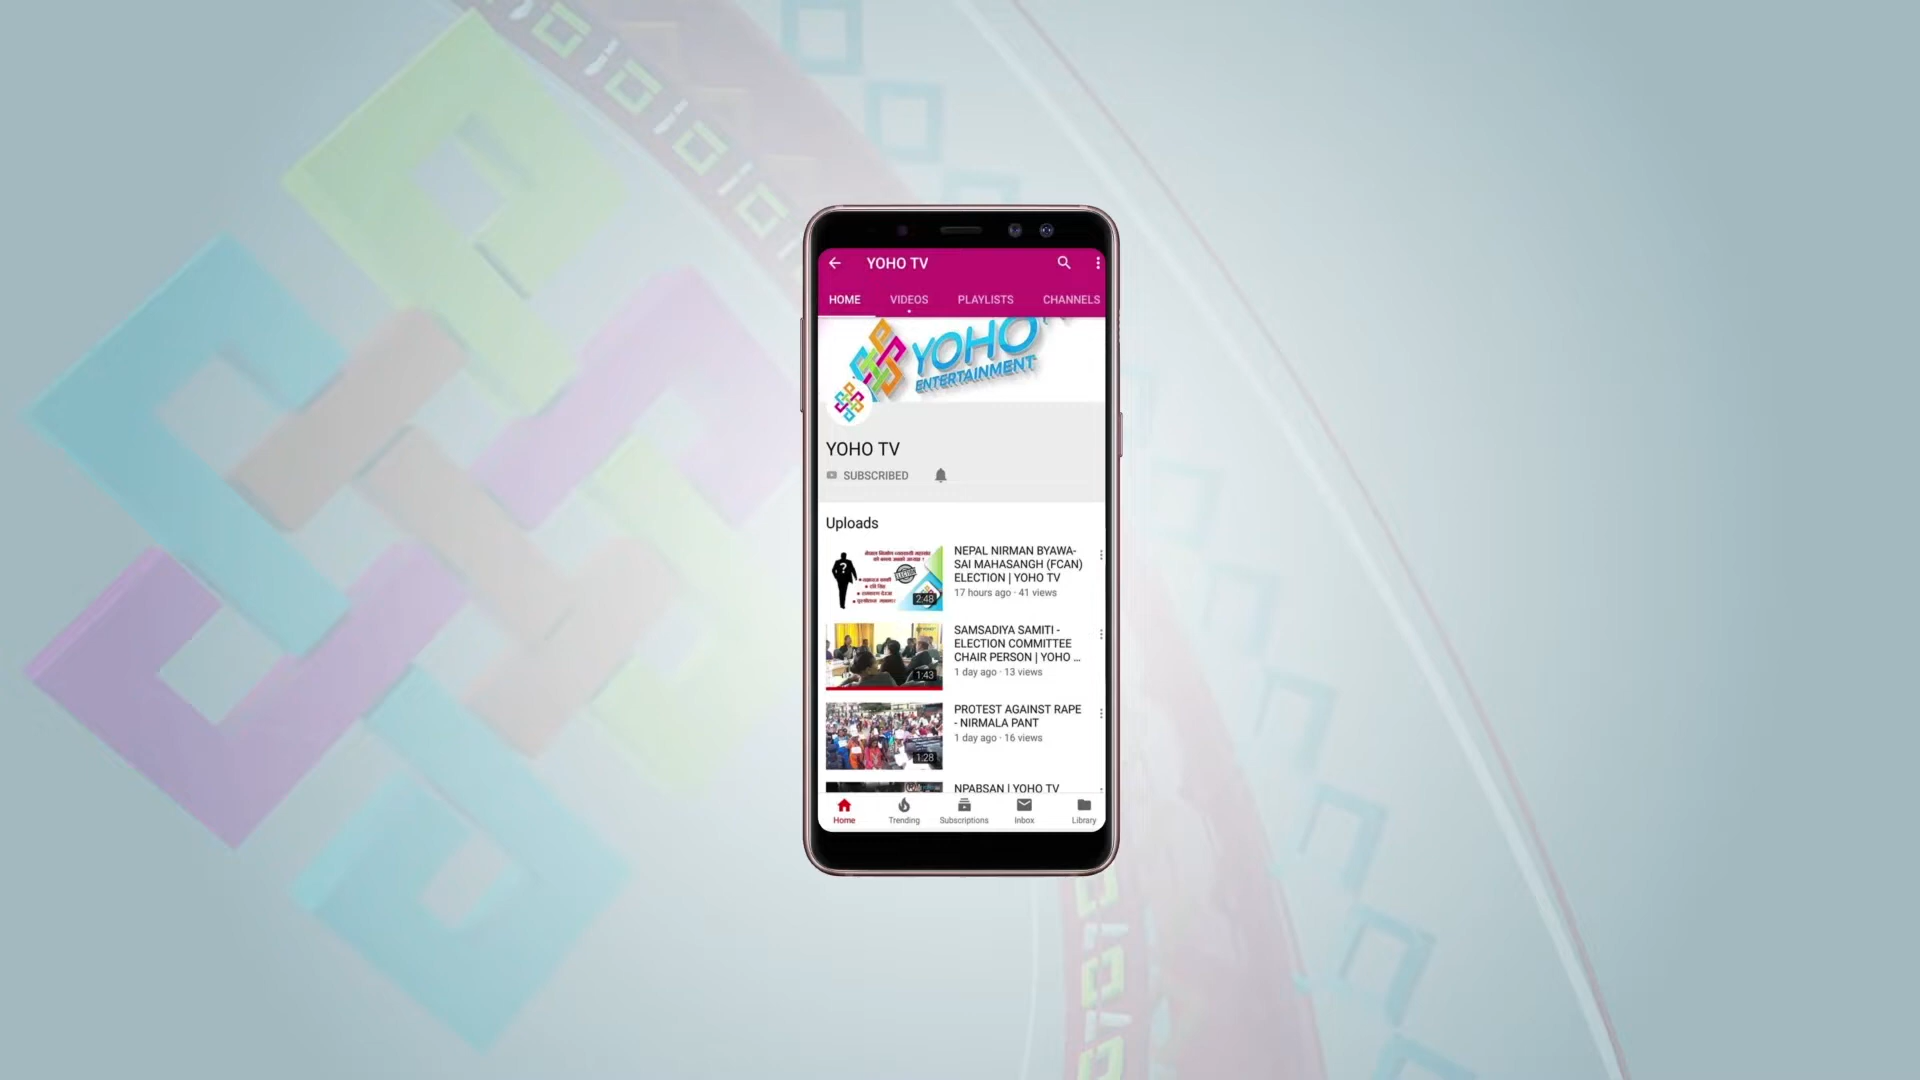 YOHO TV
HOME VIDEOS PLAYLISTS CHANNELS
YOHO
ENTERTAINMENT
YOHO TV
SUBSCRIBED
Uploads
2:48
NEPAL NIRMAN BYAWA-
SAI MAHASANGH (FCAN)
ELECTION | YOHO TV
17 hours ago · 41 views
1:43
SAMSADIYA SAMITI -
ELECTION COMMITTEE
CHAIR PERSON | YOHO ...
1 day ago · 13 views
1:28
PROTEST AGAINST RAPE
- NIRMALA PANT
1 day ago · 16 views
NPABSAN | YOHO TV
Home Trending Subscriptions Inbox Library